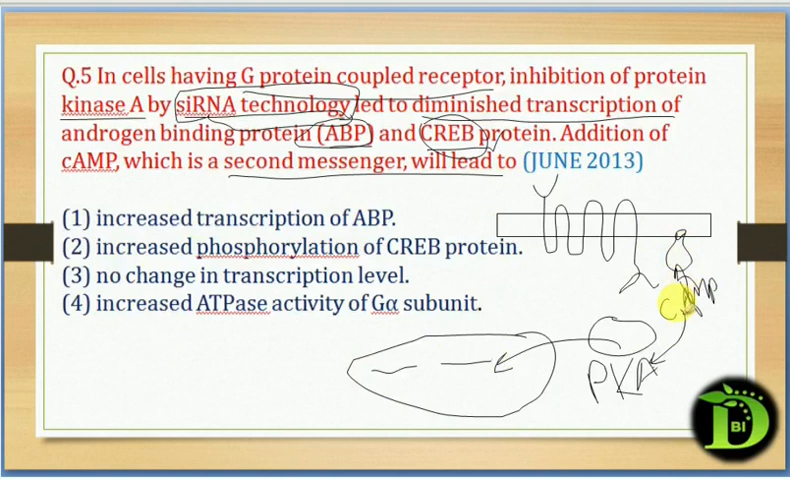 Q.5 In cells having G protein coupled receptor, inhibition of protein
kinase A by siRNA technology led to diminished transcription of
androgen binding protein (ABP) and CREB protein. Addition of
cAMP, which is a second messenger, will lead to (JUNE 2013)
(1) increased transcription of ABP.
(2) increased phosphorylation of CREB protein.
(3) no change in transcription level.
(4) increased ATPase activity of Gα subunit.
cAMP
PKA
D
BI